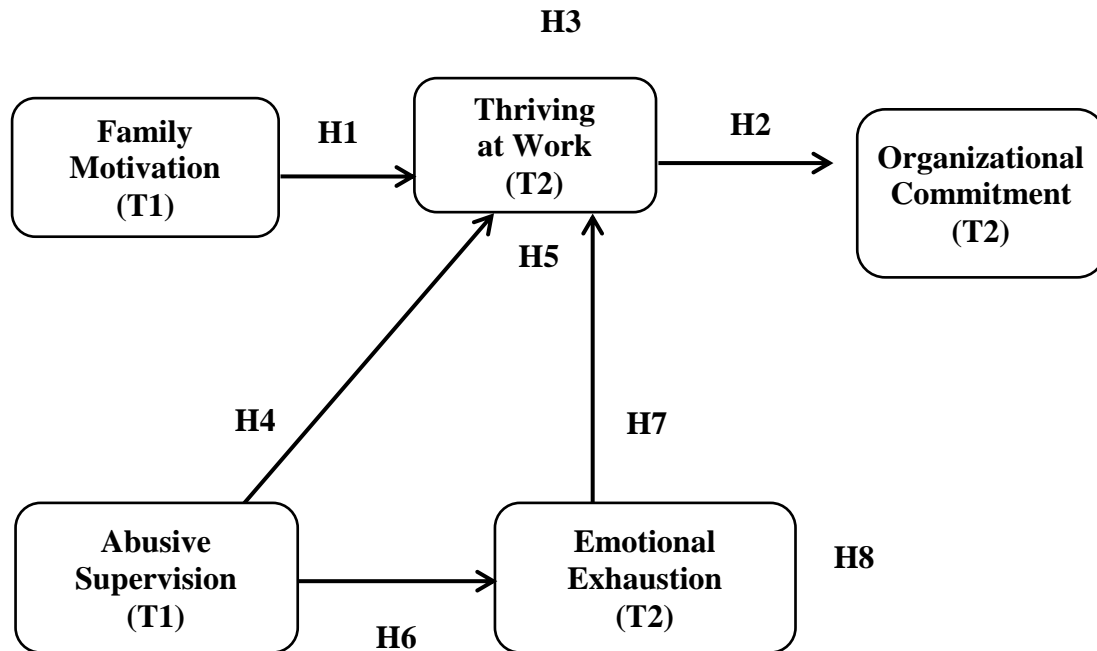 H3
Family
Motivation
(T1)
H1
Thriving
at Work
(T2)
H2
Organizational
Commitment
(T2)
H5
H4
H7
Abusive
Supervision
(T1)
H6
Emotional
Exhaustion
(T2)
H8